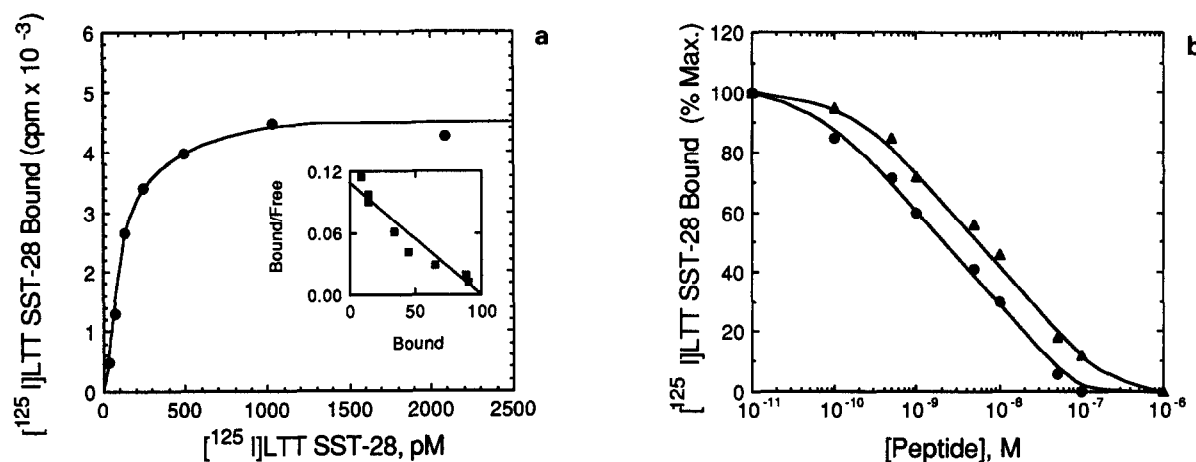 a
[125 I]LTT SST-28 Bound (cpm x 10 -3)
6
5
4
3
2
1
0
0 500 1000 1500 2000 2500
[125 I]LTT SST-28, pM
Bound/Free
0.12
0.06
0.00
0 50 100
Bound
b
[125 I]LTT SST-28 Bound (% Max.)
120
100
80
60
40
20
0
10-11 10-10 10-9 10-8 10-7 10-6
[Peptide], M